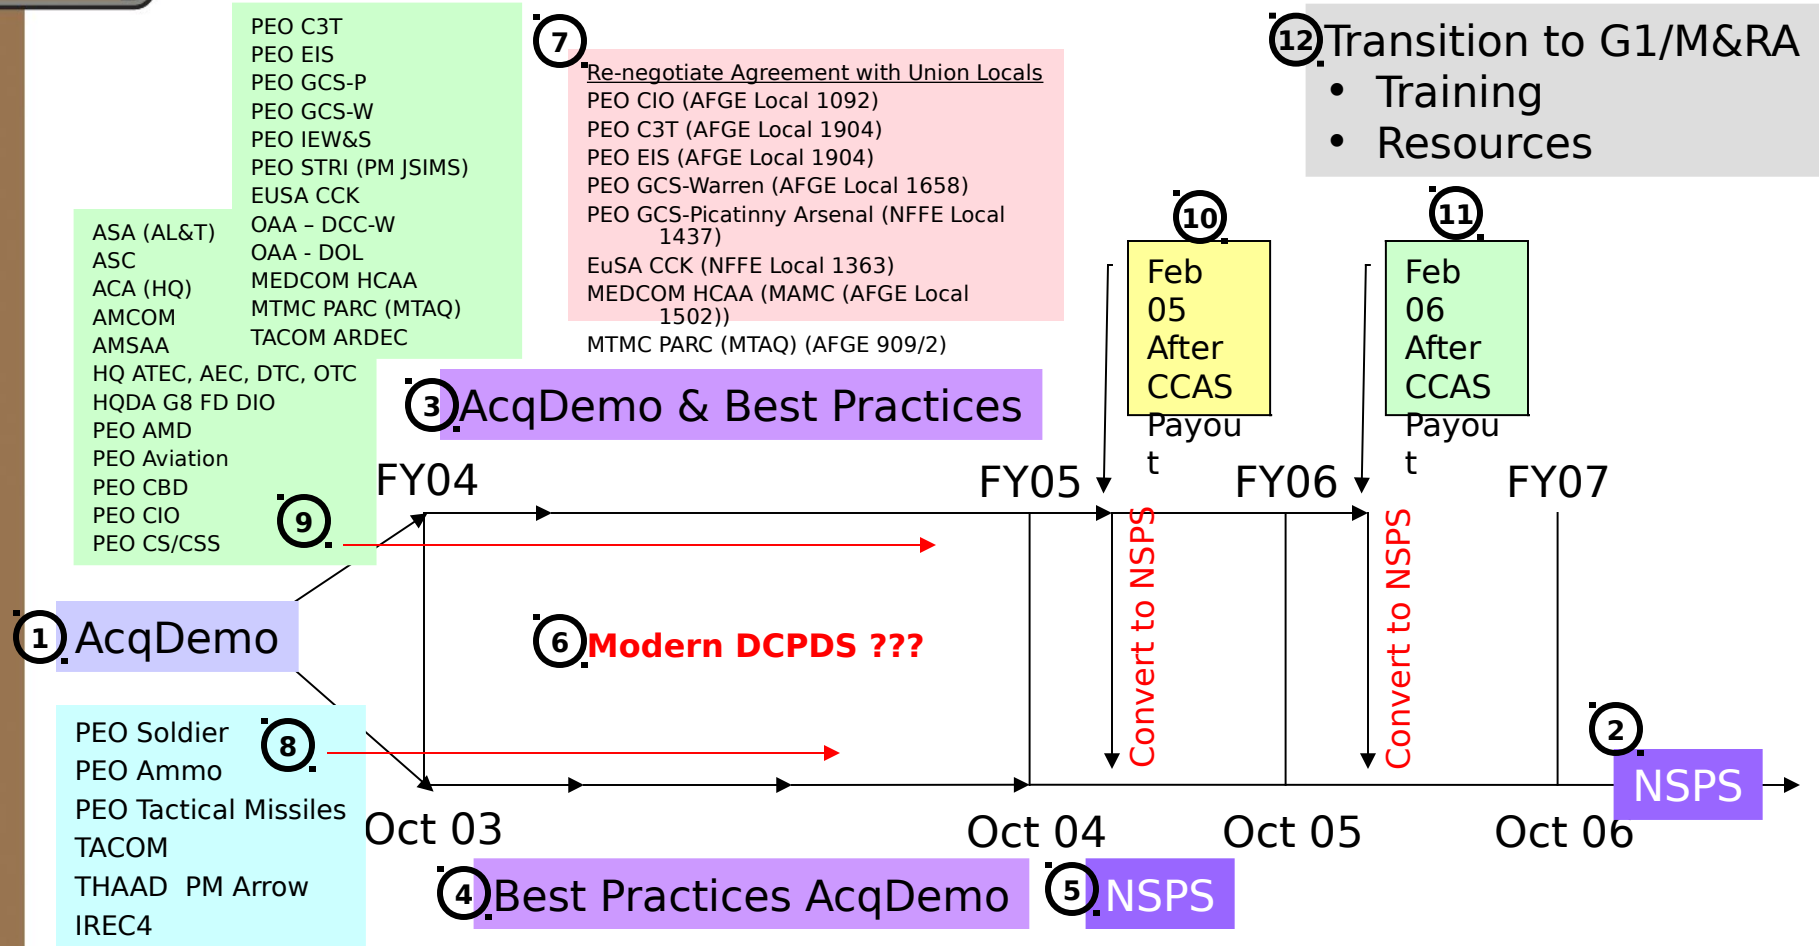 PEO C3T
PEO EIS
PEO GCS-P
PEO GCS-W
PEO IEW&S
PEO STRI (PM JSIMS)
EUSA CCK
OAA – DCC-W
OAA - DOL
MEDCOM HCAA
MTMC PARC (MTAQ)
TACOM ARDEC
ASA (AL&T)
ASC
ACA (HQ)
AMCOM
AMSAA
HQ ATEC, AEC, DTC, OTC
HQDA G8 FD DIO
PEO AMD
PEO Aviation
PEO CBD
PEO CIO
PEO CS/CSS
9
7
Re-negotiate Agreement with Union Locals
PEO CIO (AFGE Local 1092)
PEO C3T (AFGE Local 1904)
PEO EIS (AFGE Local 1904)
PEO GCS-Warren (AFGE Local 1658)
PEO GCS-Picatinny Arsenal (NFFE Local
1437)
EuSA CCK (NFFE Local 1363)
MEDCOM HCAA (MAMC (AFGE Local
1502))
MTMC PARC (MTAQ) (AFGE 909/2)
12 Transition to G1/M&RA
• Training
• Resources
10
Feb
05
After
CCAS
Payou
t
11
Feb
06
After
CCAS
Payou
t
3 AcqDemo & Best Practices
FY04
FY05
FY06
FY07
1 AcqDemo
6 Modern DCPDS ???
Convert to NSPS
Convert to NSPS
2
NSPS
8
PEO Soldier
PEO Ammo
PEO Tactical Missiles
TACOM
THAAD  PM Arrow
IREC4
Oct 03
Oct 04
Oct 05
Oct 06
4 Best Practices AcqDemo
5 NSPS